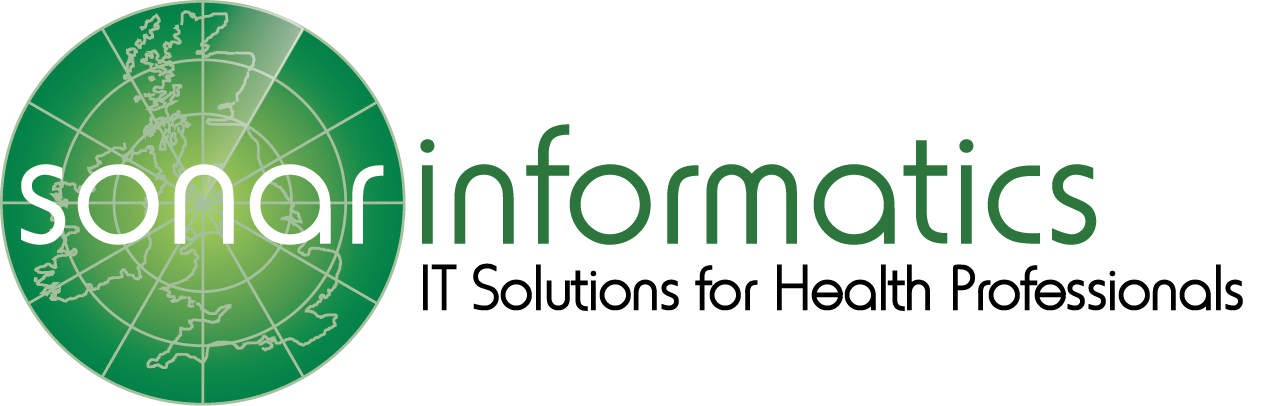 sonar informatics
IT Solutions for Health Professionals